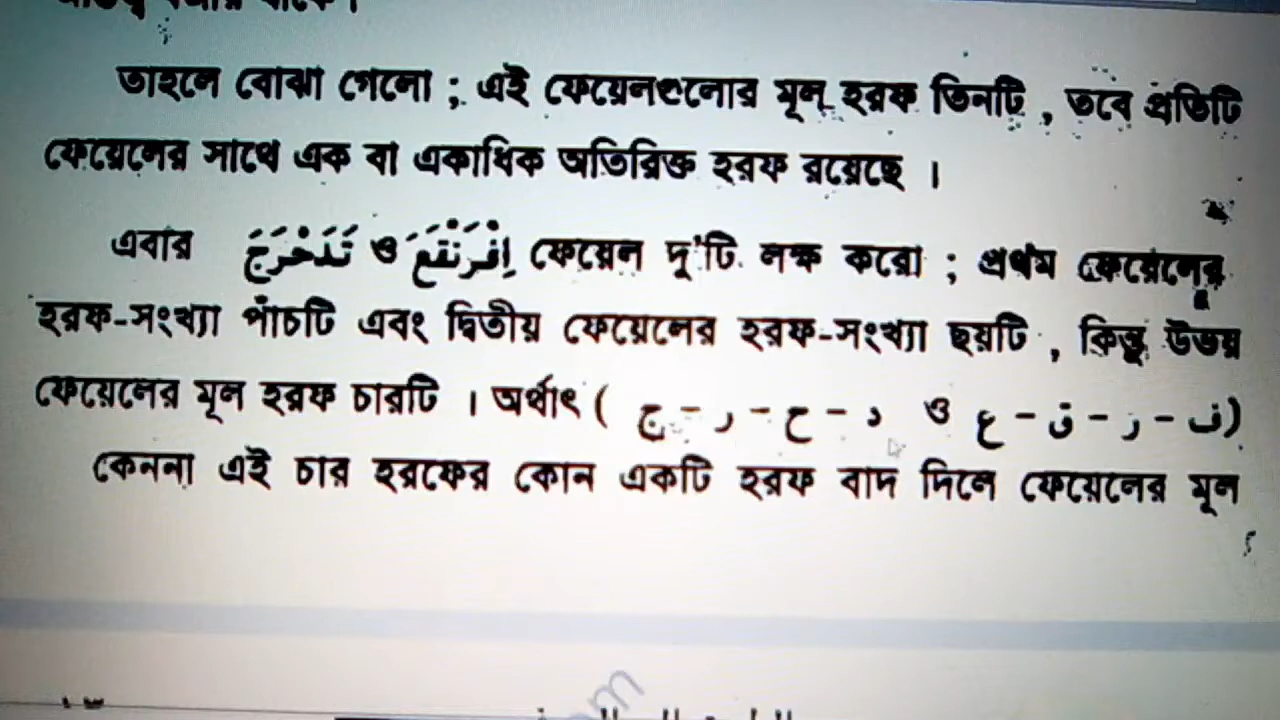 তাহলে বোঝা গেলো ; এই ফেয়েলগুলোর মূল হরফ তিনটি , তবে প্রতিটি
ফেয়েলের সাথে এক বা একাধিক অতিরিক্ত হরফ রয়েছে ।
এবার تَدَحْرَجَ ও اِفْرَنْقَعَ ফেয়েল দু'টি লক্ষ করো ; প্রথম ফেয়েলের
হরফ-সংখ্যা পাঁচটি এবং দ্বিতীয় ফেয়েলের হরফ-সংখ্যা ছয়টি , কিন্তু উভয়
ফেয়েলের মূল হরফ চারটি । অর্থাৎ ( د - ح - ر - ج ও ف - ر - ق - ع )
কেননা এই চার হরফের কোন একটি হরফ বাদ দিলে ফেয়েলের মূল